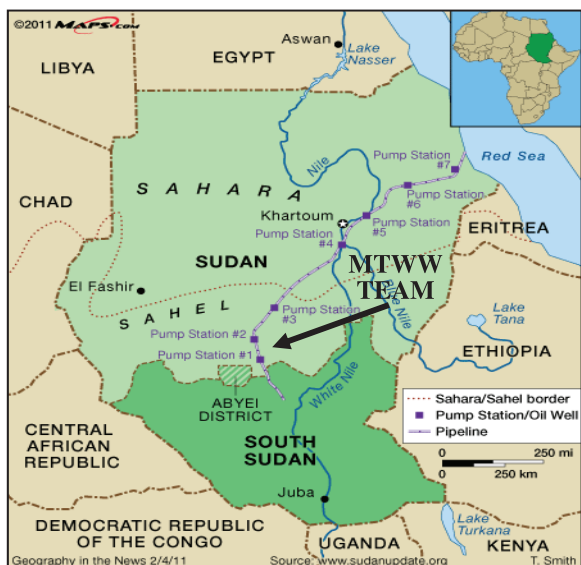 ©2011 MAPS.COM
LIBYA
EGYPT
Aswan
Lake
Nasser
Nile
Red Sea
Pump Station
#7
Pump Station
#6
SAHARA
CHAD
Khartoum
Pump Station
#5
Pump Station
#4
ERITREA
SUDAN
MTWW
TEAM
El Fashir
SAHEL
Pump Station
#3
Blue Nile
Lake
Tana
Pump Station #2
Pump Station #1
ETHIOPIA
ABYEI
DISTRICT
White Nile
Sahara/Sahel border
Pump Station/Oil Well
Pipeline
CENTRAL
AFRICAN
REPUBLIC
SOUTH
SUDAN
0 250 mi
0 250 km
Juba
DEMOCRATIC REPUBLIC
OF THE CONGO
UGANDA
Lake
Turkana
KENYA
Geography in the News 2/4/11
Source: www.sudanupdate.org
T. Smith